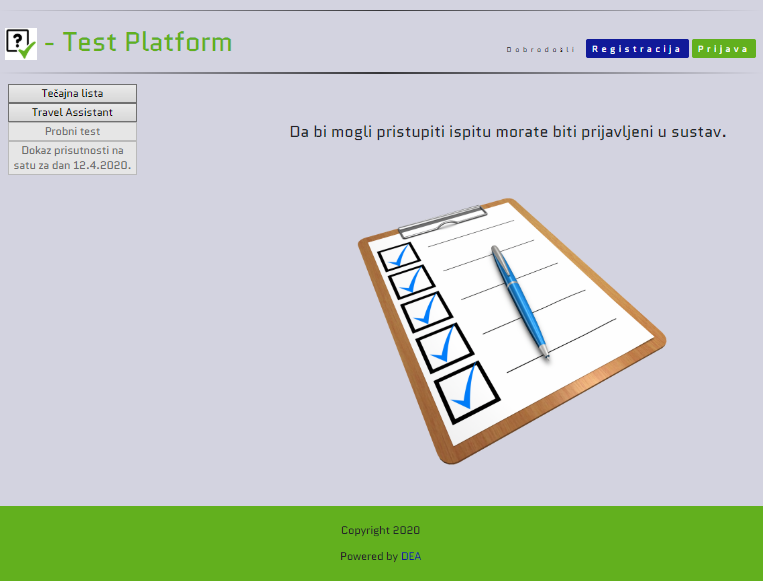 ?
- Test Platform
Dobrodošli
Registracija
Prijava
Tečajna lista
Travel Assistant
Probni test
Dokaz prisutnosti na
satu za dan 12.4.2020.
Da bi mogli pristupiti ispitu morate biti prijavljeni u sustav.
Copyright 2020
Powered by DEA